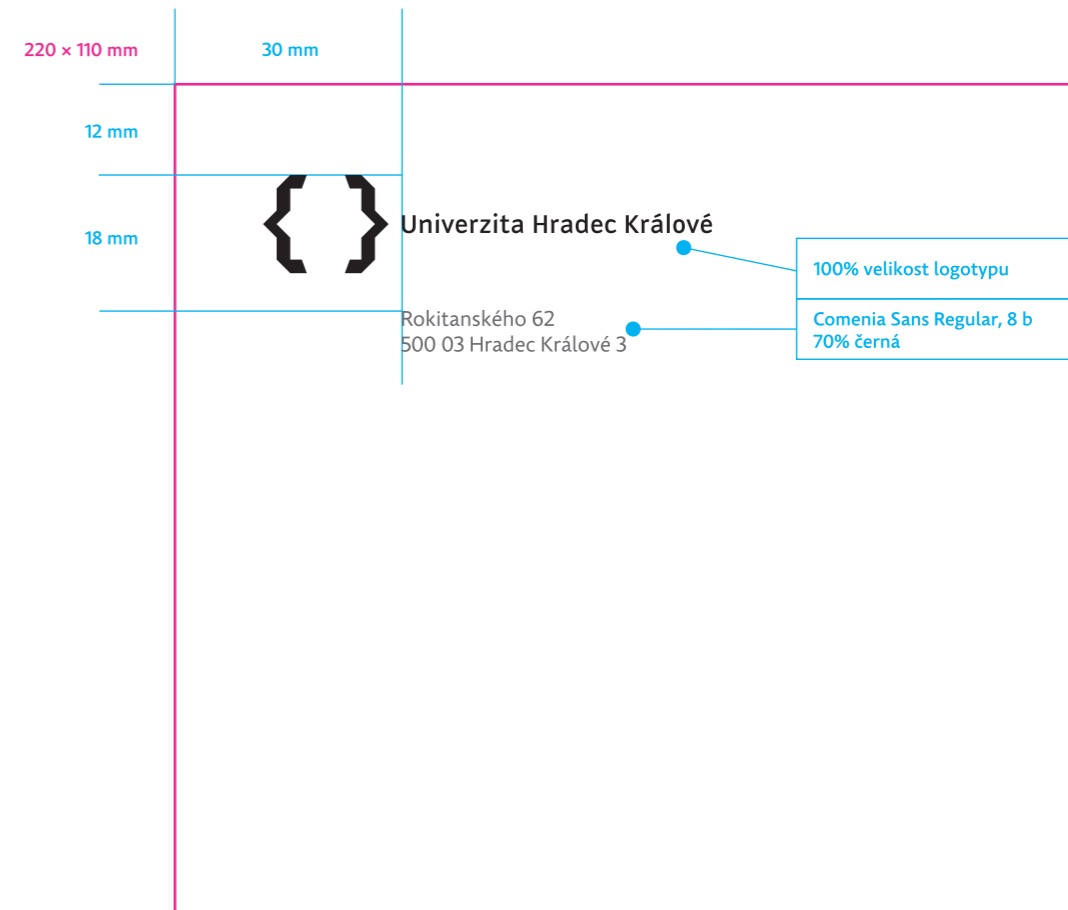 220 × 110 mm
30 mm
12 mm
18 mm
Univerzita Hradec Králové
100% velikost logotypu
Rokitanského 62
500 03 Hradec Králové 3
Comenia Sans Regular, 8 b
70% černá